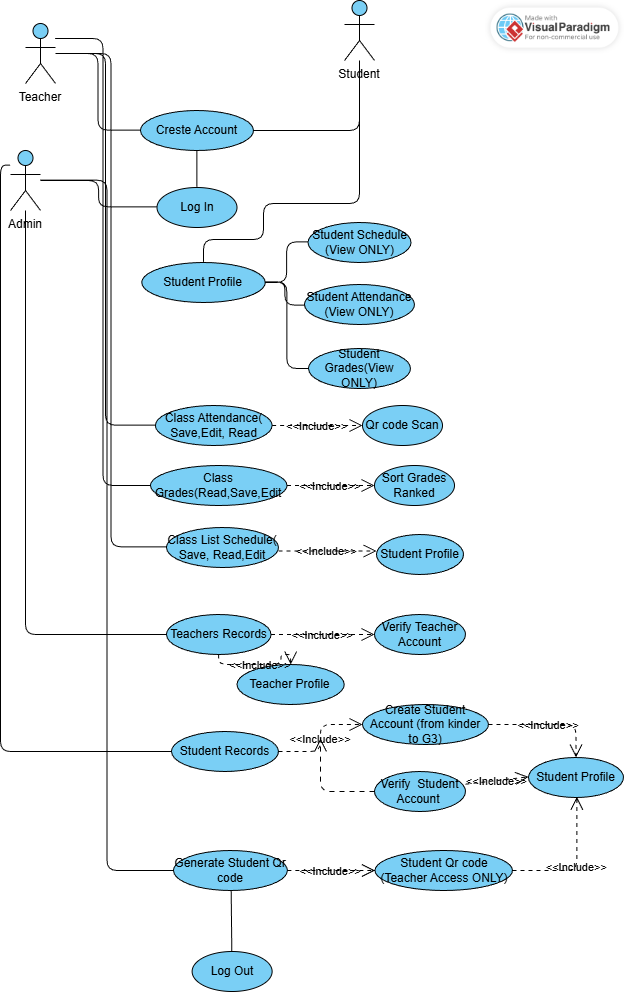 Made with
VisualParadigm
For non-commercial use
Student
Teacher
Creste Account
Admin
Log In
Student Schedule
(View ONLY)
Student Profile
Student Attendance
(View ONLY)
Student
Grades(View
ONLY)
Class Attendance(
Save,Edit, Read
<<Include>>
Qr code Scan
Class
Grades(Read,Save,Edit
<<Include>>
Sort Grades
Ranked
Class List Schedule(
Save, Read,Edit
<<Include>>
Student Profile
Teachers Records
<<Include>>
Verify Teacher
Account
<<Include>>
Teacher Profile
Create Student
Account (from kinder
to G3)
<<Include>>
<<Include>>
Student Records
Verify  Student
Account
<<Include>>
Student Profile
Generate Student Qr
code
<<Include>>
Student Qr code
(Teacher Access ONLY)
<<Include>>
Log Out